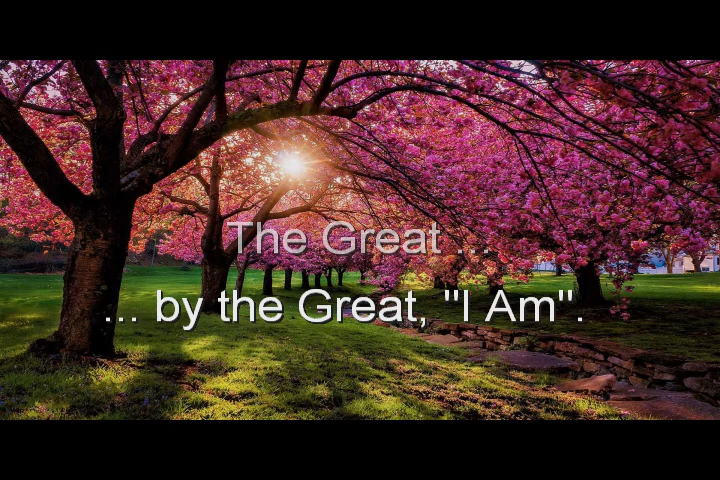 The Great ...
... by the Great, "I Am".